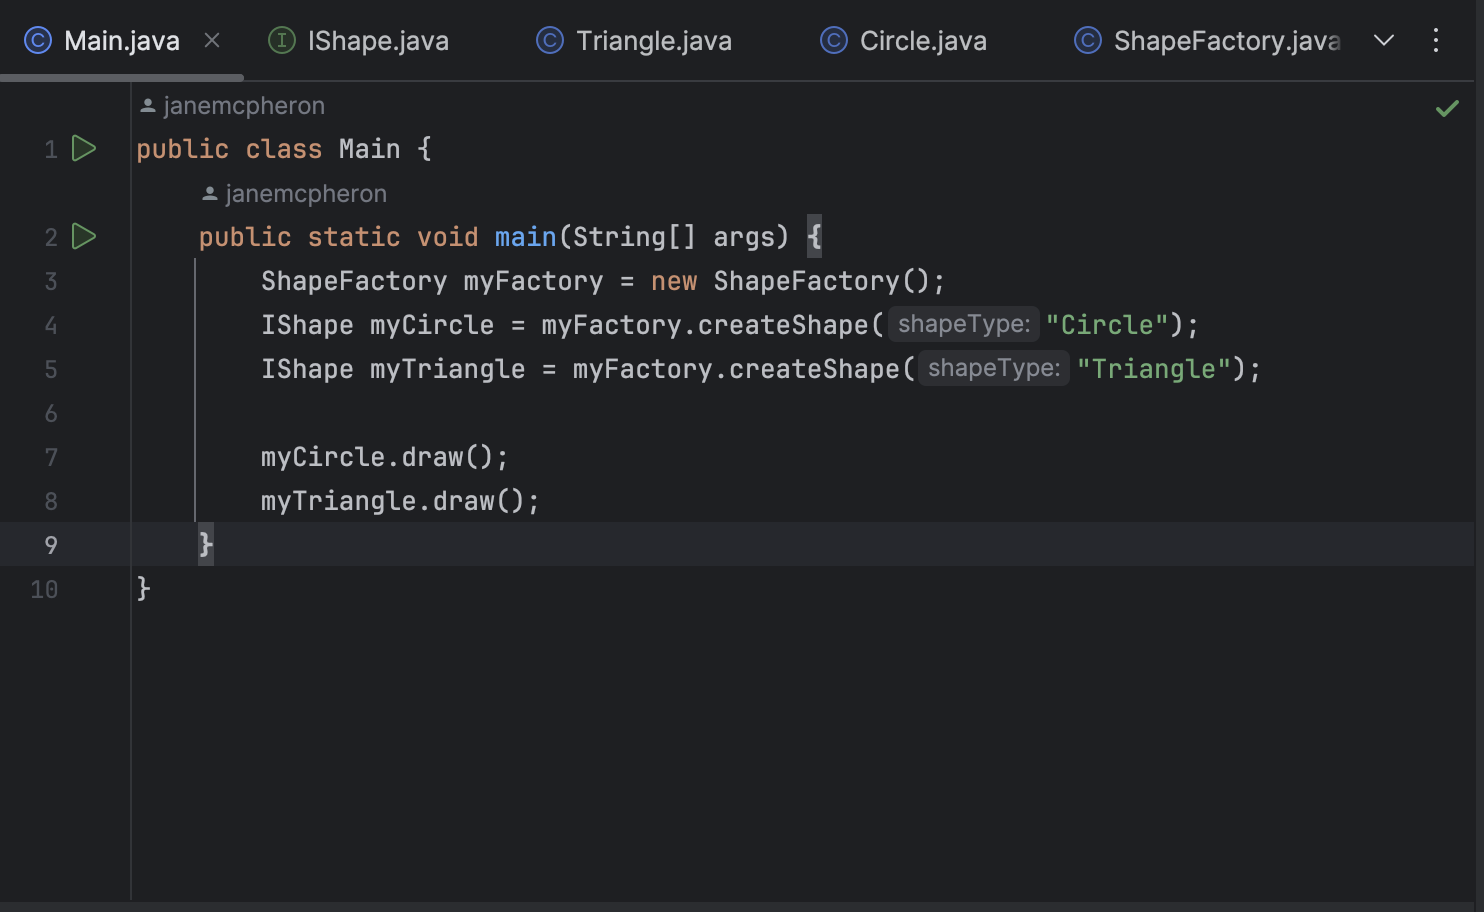 Main.java IShape.java Triangle.java Circle.java ShapeFactory.java
janemcpheron
1 public class Main {
janemcpheron
2 public static void main(String[] args) {
3 ShapeFactory myFactory = new ShapeFactory();
4 IShape myCircle = myFactory.createShape( shapeType: "Circle");
5 IShape myTriangle = myFactory.createShape( shapeType: "Triangle");
6
7 myCircle.draw();
8 myTriangle.draw();
9 }
10 }